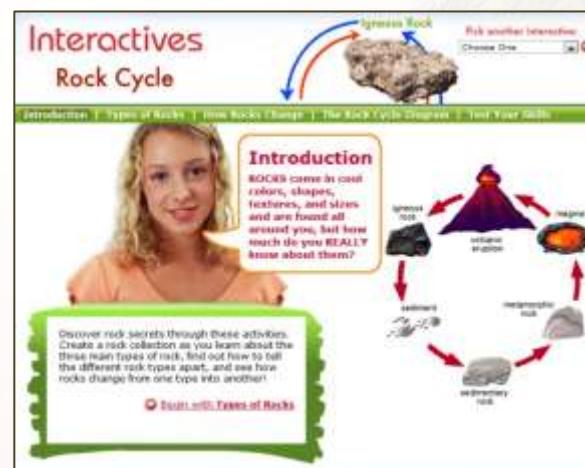 Interactives
Rock Cycle
Igneous Rock
Pick another Interactive:
Choose One
Introduction | Types of Rocks | How Rocks Change | The Rock Cycle Diagram | Test Your Skills
Introduction
ROCKS come in cool
colors, shapes,
textures, and sizes
and are found all
around you, but how
much do you REALLY
know about them?
igneous
rock
volcanic
eruption
magma
sediment
metamorphic
rock
sedimentary
rock
Discover rock secrets through these activities.
Create a rock collection as you learn about the
three main types of rock, find out how to tell
the different rock types apart, and see how
rocks change from one type into another!
Begin with Types of Rocks